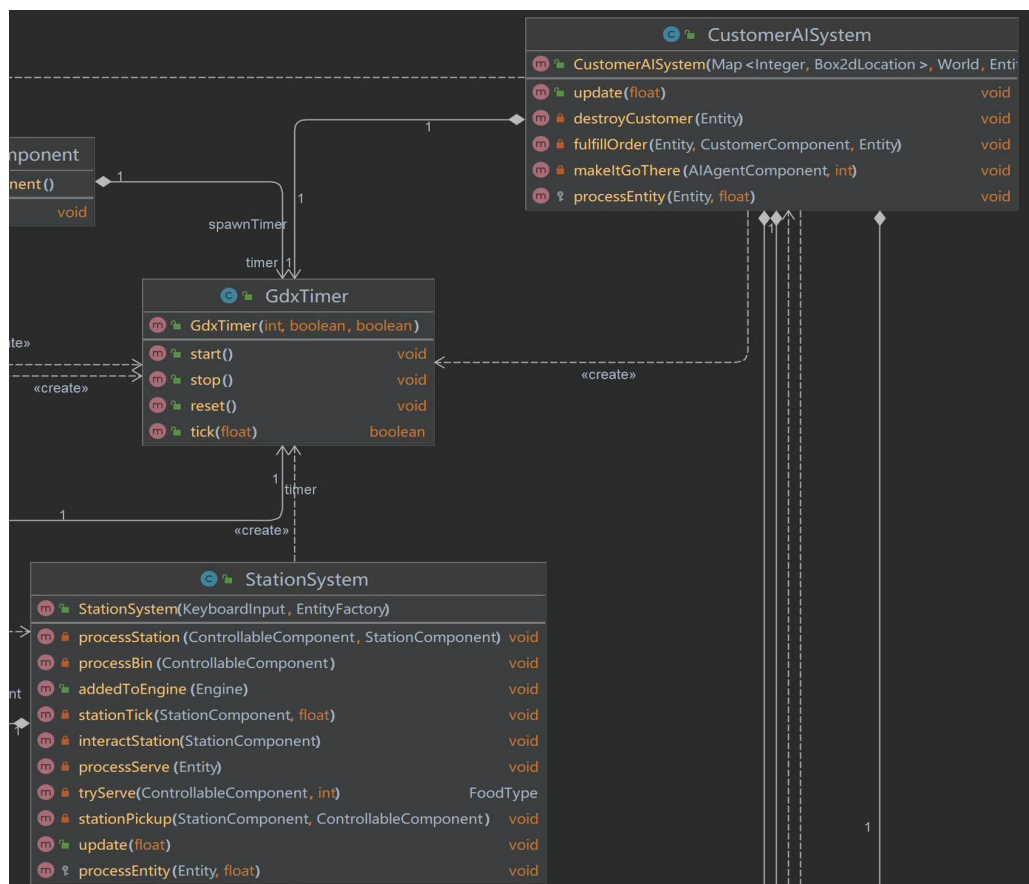 CustomerAISystem
CustomerAISystem(Map<Integer, Box2dLocation>, World, Enti
update(float) void
destroyCustomer(Entity) void
fulfillOrder(Entity, CustomerComponent, Entity) void
makeItGoThere(AIAgentComponent, int) void
processEntity(Entity, float) void
1
1
mponent
nent()
void
1
1
spawnTimer
timer
1
GdxTimer
GdxTimer(int, boolean, boolean)
start() void
stop() void
reset() void
tick(float) boolean
ate»
«create»
«create»
1
timer
1
«create»
StationSystem
StationSystem(KeyboardInput, EntityFactory)
processStation(ControllableComponent, StationComponent) void
processBin(ControllableComponent) void
addedToEngine(Engine) void
nt
stationTick(StationComponent, float) void
1
interactStation(StationComponent) void
processServe(Entity) void
tryServe(ControllableComponent, int) FoodType
stationPickup(StationComponent, ControllableComponent) void
update(float) void
processEntity(Entity, float) void
1